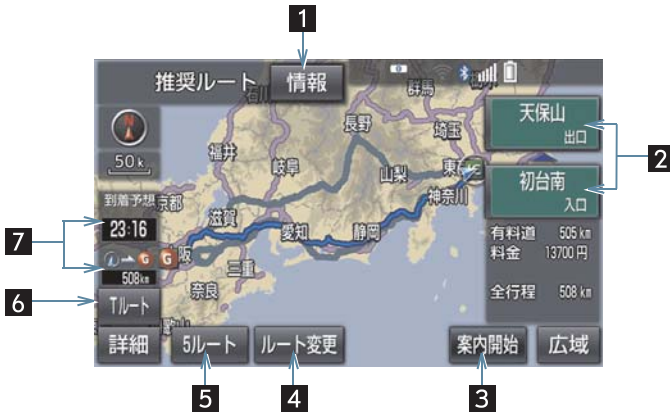 1
推奨ルート 情報
群馬
天保山
出口
石川
長野
埼玉
2
50k
福井
岐阜
山梨
東京
初台南
入口
到着予想
京都
神奈川
23:16
滋賀
愛知
静岡
有料道 505km
料金 13700円
7
G G
大阪
三重
508km
奈良
全行程 508km
6
Tルート
詳細 5ルート ルート変更 案内開始 広域
5 4 3